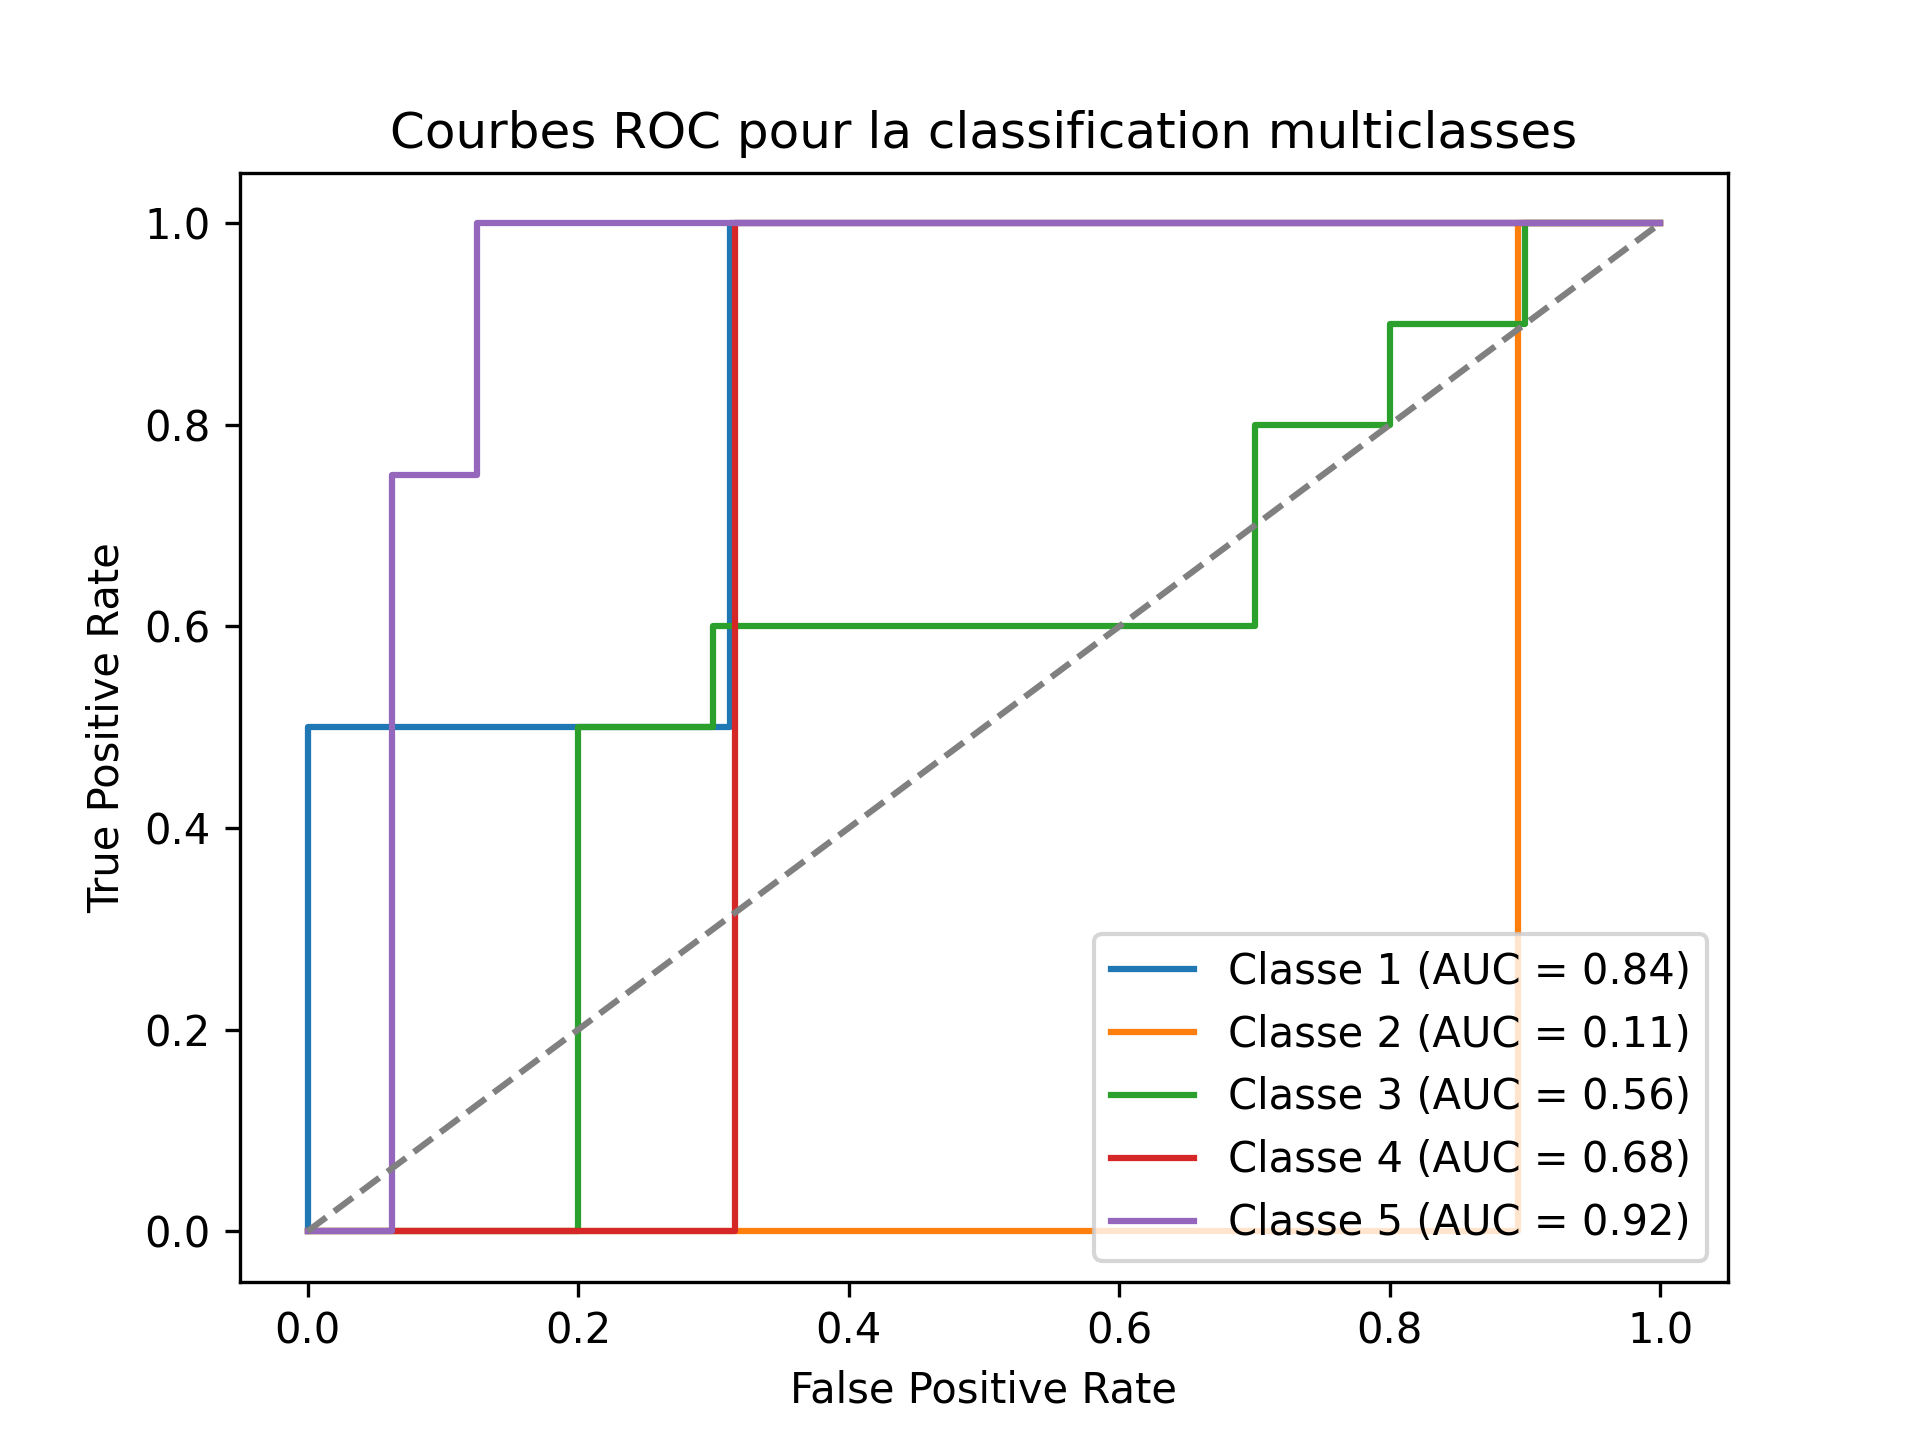 Courbes ROC pour la classification multiclasses
True Positive Rate
1.0
0.8
0.6
0.4
0.2
0.0
Classe 1 (AUC = 0.84)
Classe 2 (AUC = 0.11)
Classe 3 (AUC = 0.56)
Classe 4 (AUC = 0.68)
Classe 5 (AUC = 0.92)
0.0 0.2 0.4 0.6 0.8 1.0
False Positive Rate